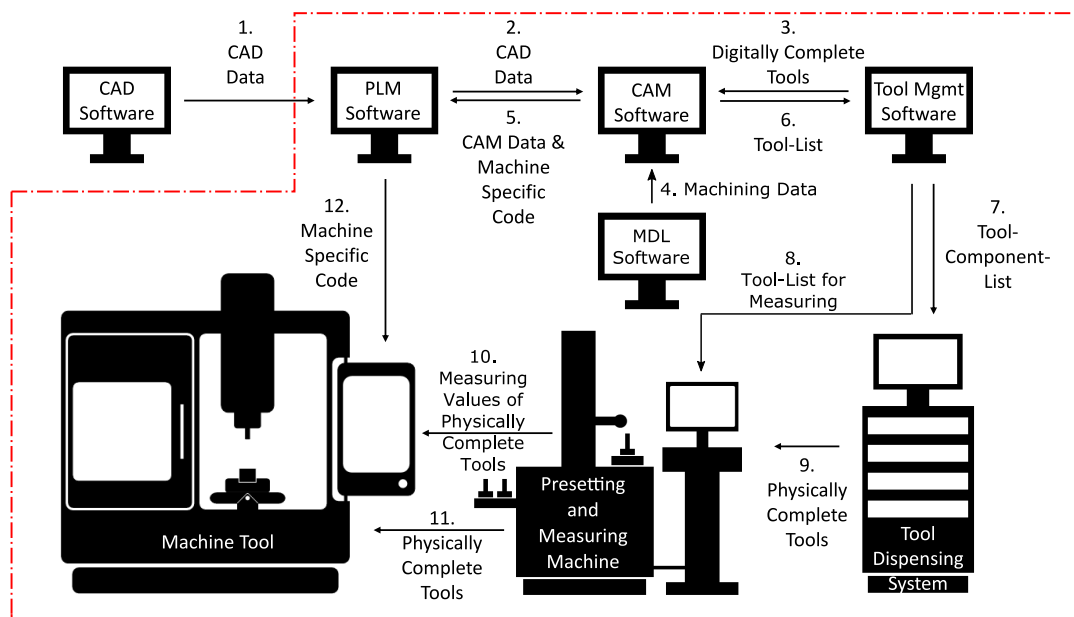 1.
CAD
Data
2.
CAD
Data
3.
Digitally Complete
Tools
CAD
Software
PLM
Software
CAM
Software
Tool Mgmt
Software
5.
CAM Data &
Machine
Specific
Code
6.
Tool-List
4. Machining Data
12.
Machine
Specific
Code
MDL
Software
7.
Tool-
Component-
List
8.
Tool-List for
Measuring
10.
Measuring
Values of
Physically
Complete
Tools
9.
Physically
Complete
Tools
Presetting
and
Measuring
Machine
11.
Physically
Complete
Tools
Machine Tool
Tool
Dispensing
System